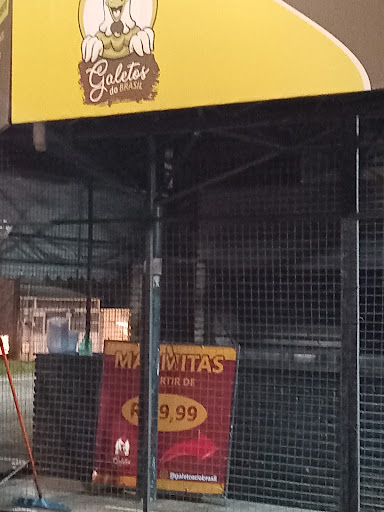 Galetos
do BRASIL
MARMITAS
PARTIR DE
9,99
@galetosdobrasil